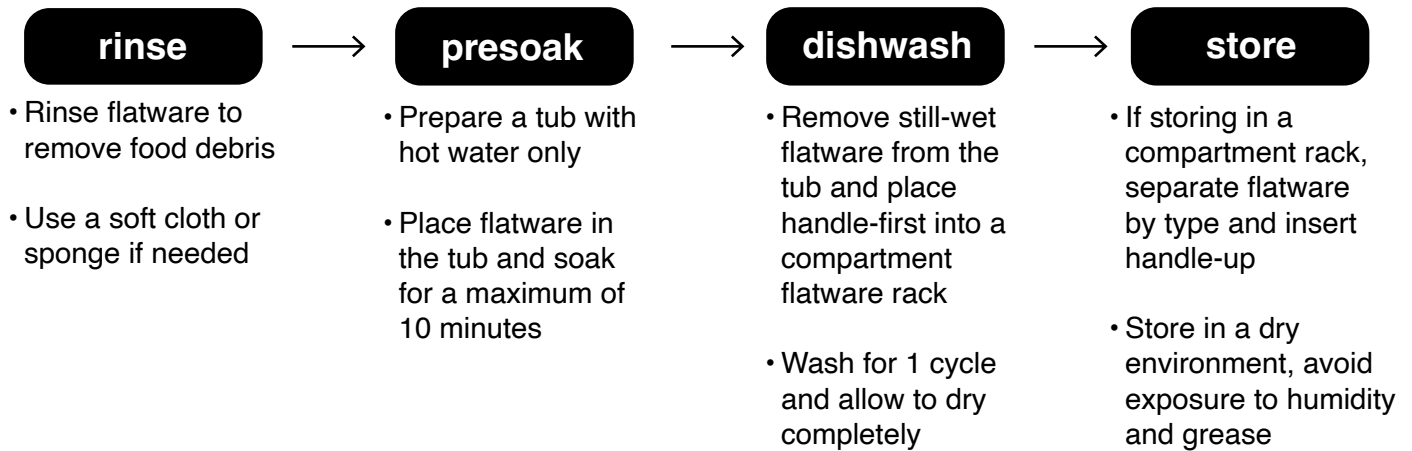 rinse
• Rinse flatware to
remove food debris
• Use a soft cloth or
sponge if needed
presoak
• Prepare a tub with
hot water only
• Place flatware in
the tub and soak
for a maximum of
10 minutes
dishwash
• Remove still-wet
flatware from the
tub and place
handle-first into a
compartment
flatware rack
• Wash for 1 cycle
and allow to dry
completely
store
• If storing in a
compartment rack,
separate flatware
by type and insert
handle-up
• Store in a dry
environment, avoid
exposure to humidity
and grease